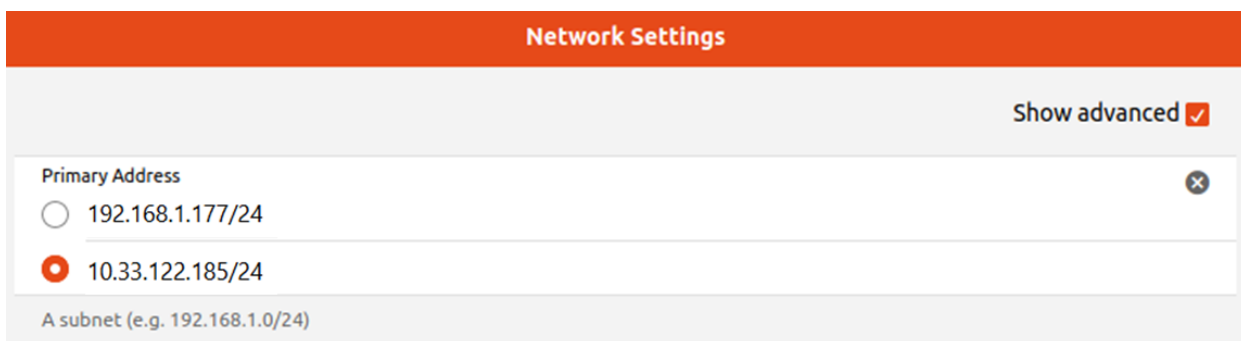 Network Settings
Show advanced
Primary Address
192.168.1.177/24
10.33.122.185/24
A subnet (e.g. 192.168.1.0/24)